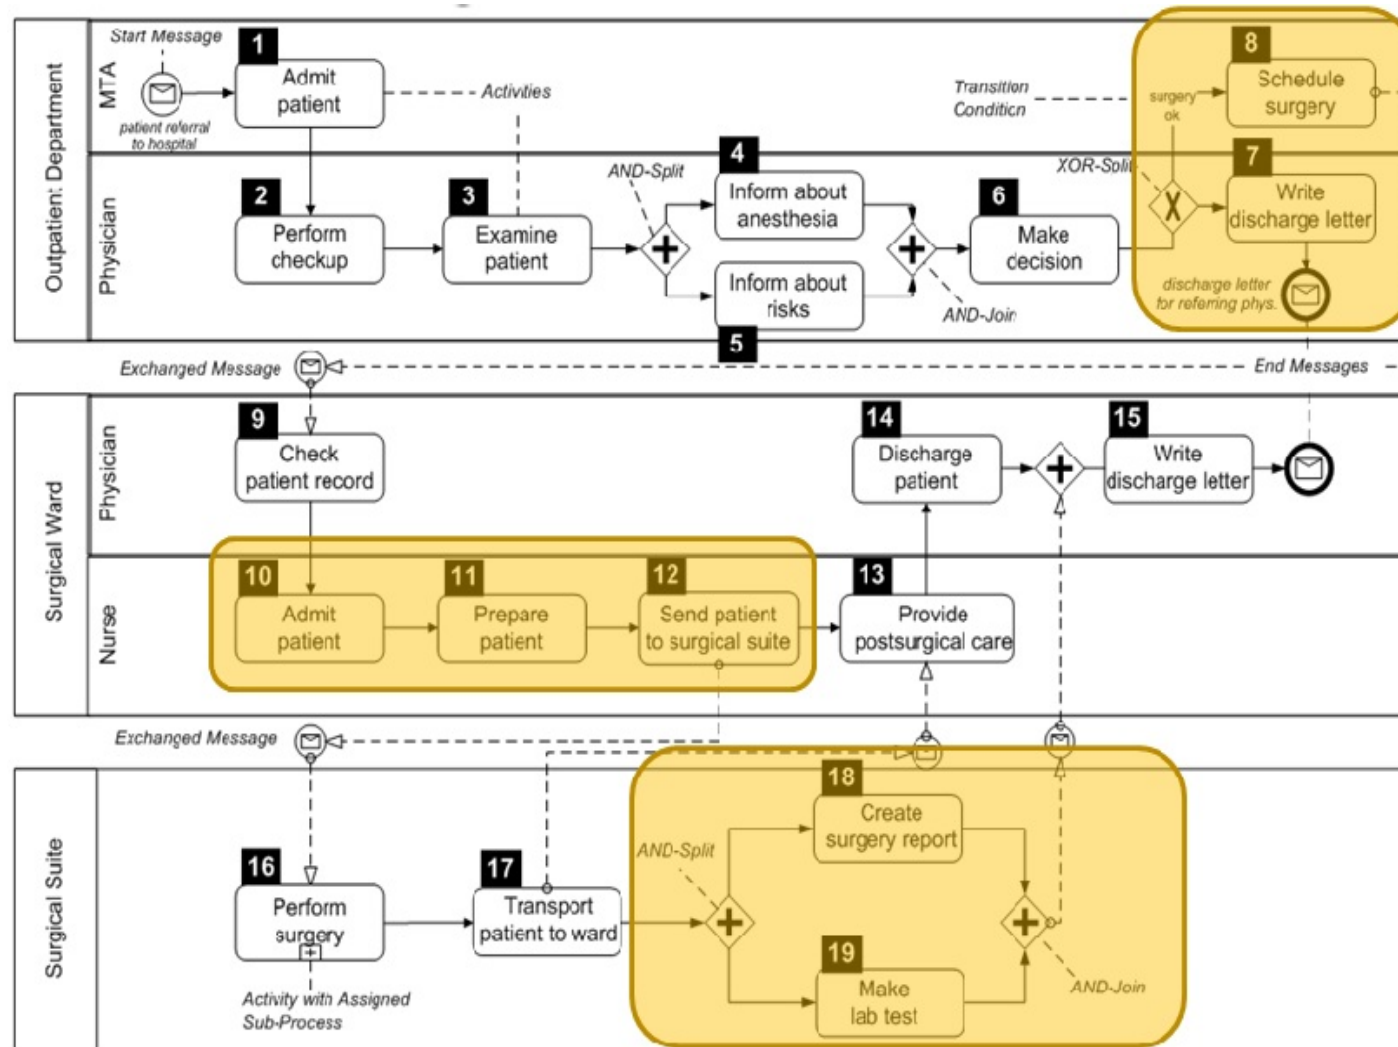 Outpatient Department
MTA
Start Message
patient referral
to hospital
1
Admit
patient
Activities
Transition
Condition
surgery
ok
8
Schedule
surgery
Physician
2
Perform
checkup
3
Examine
patient
AND-Split
4
Inform about
anesthesia
Inform about
risks
5
AND-Join
6
Make
decision
XOR-Split
X
7
Write
discharge letter
discharge letter
for referring phys.
Exchanged Message
End Messages
Surgical Ward
Physician
9
Check
patient record
14
Discharge
patient
15
Write
discharge letter
Nurse
10
Admit
patient
11
Prepare
patient
12
Send patient
to surgical suite
13
Provide
postsurgical care
Exchanged Message
Surgical Suite
16
Perform
surgery
Activity with Assigned
Sub-Process
17
Transport
patient to ward
AND-Split
18
Create
surgery report
19
Make
lab test
AND-Join